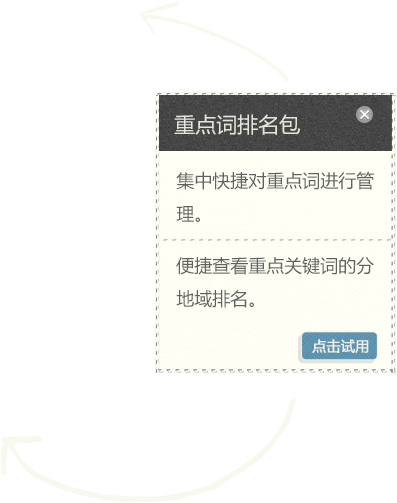 重点词排名包
集中快捷对重点词进行管
理。
便捷查看重点关键词的分
地域排名。
点击试用